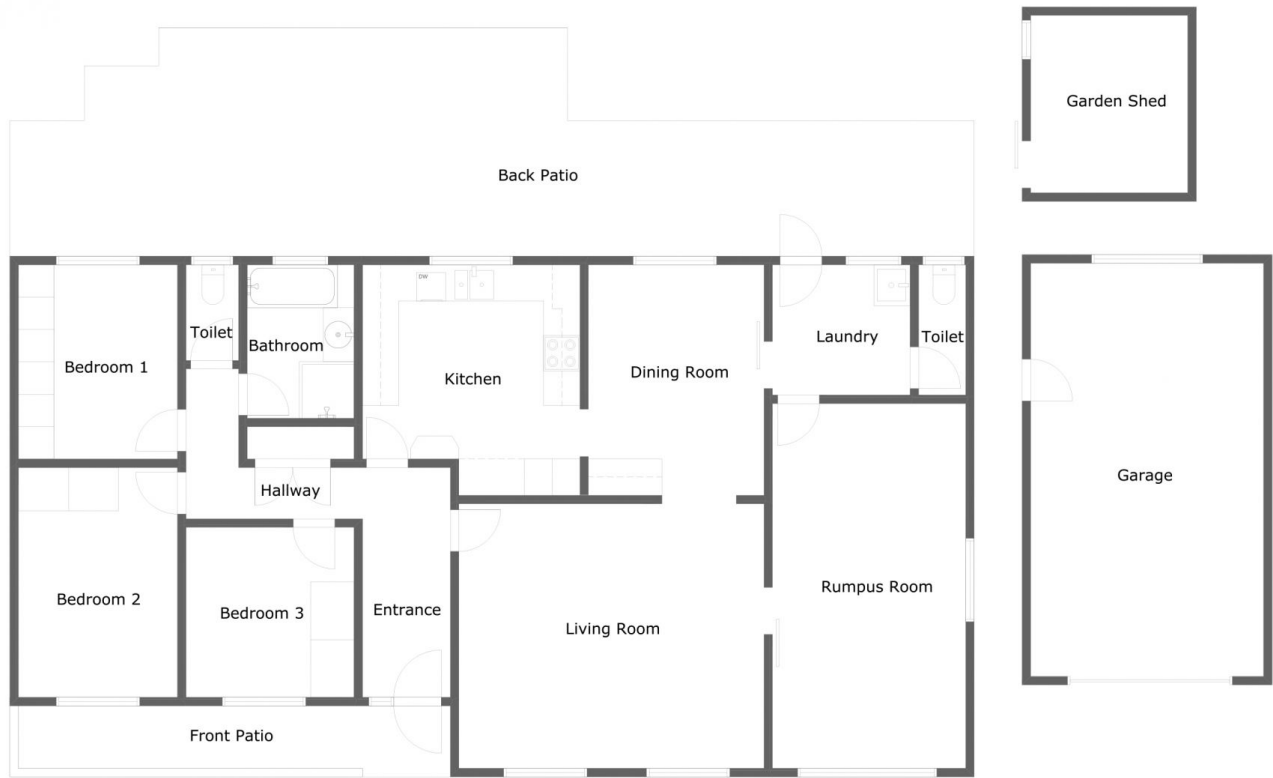 Garden Shed
Back Patio
Toilet
Bathroom
DW
Laundry
Toilet
Bedroom 1
Kitchen
Dining Room
Garage
Hallway
Rumpus Room
Bedroom 2
Bedroom 3
Entrance
Living Room
Front Patio